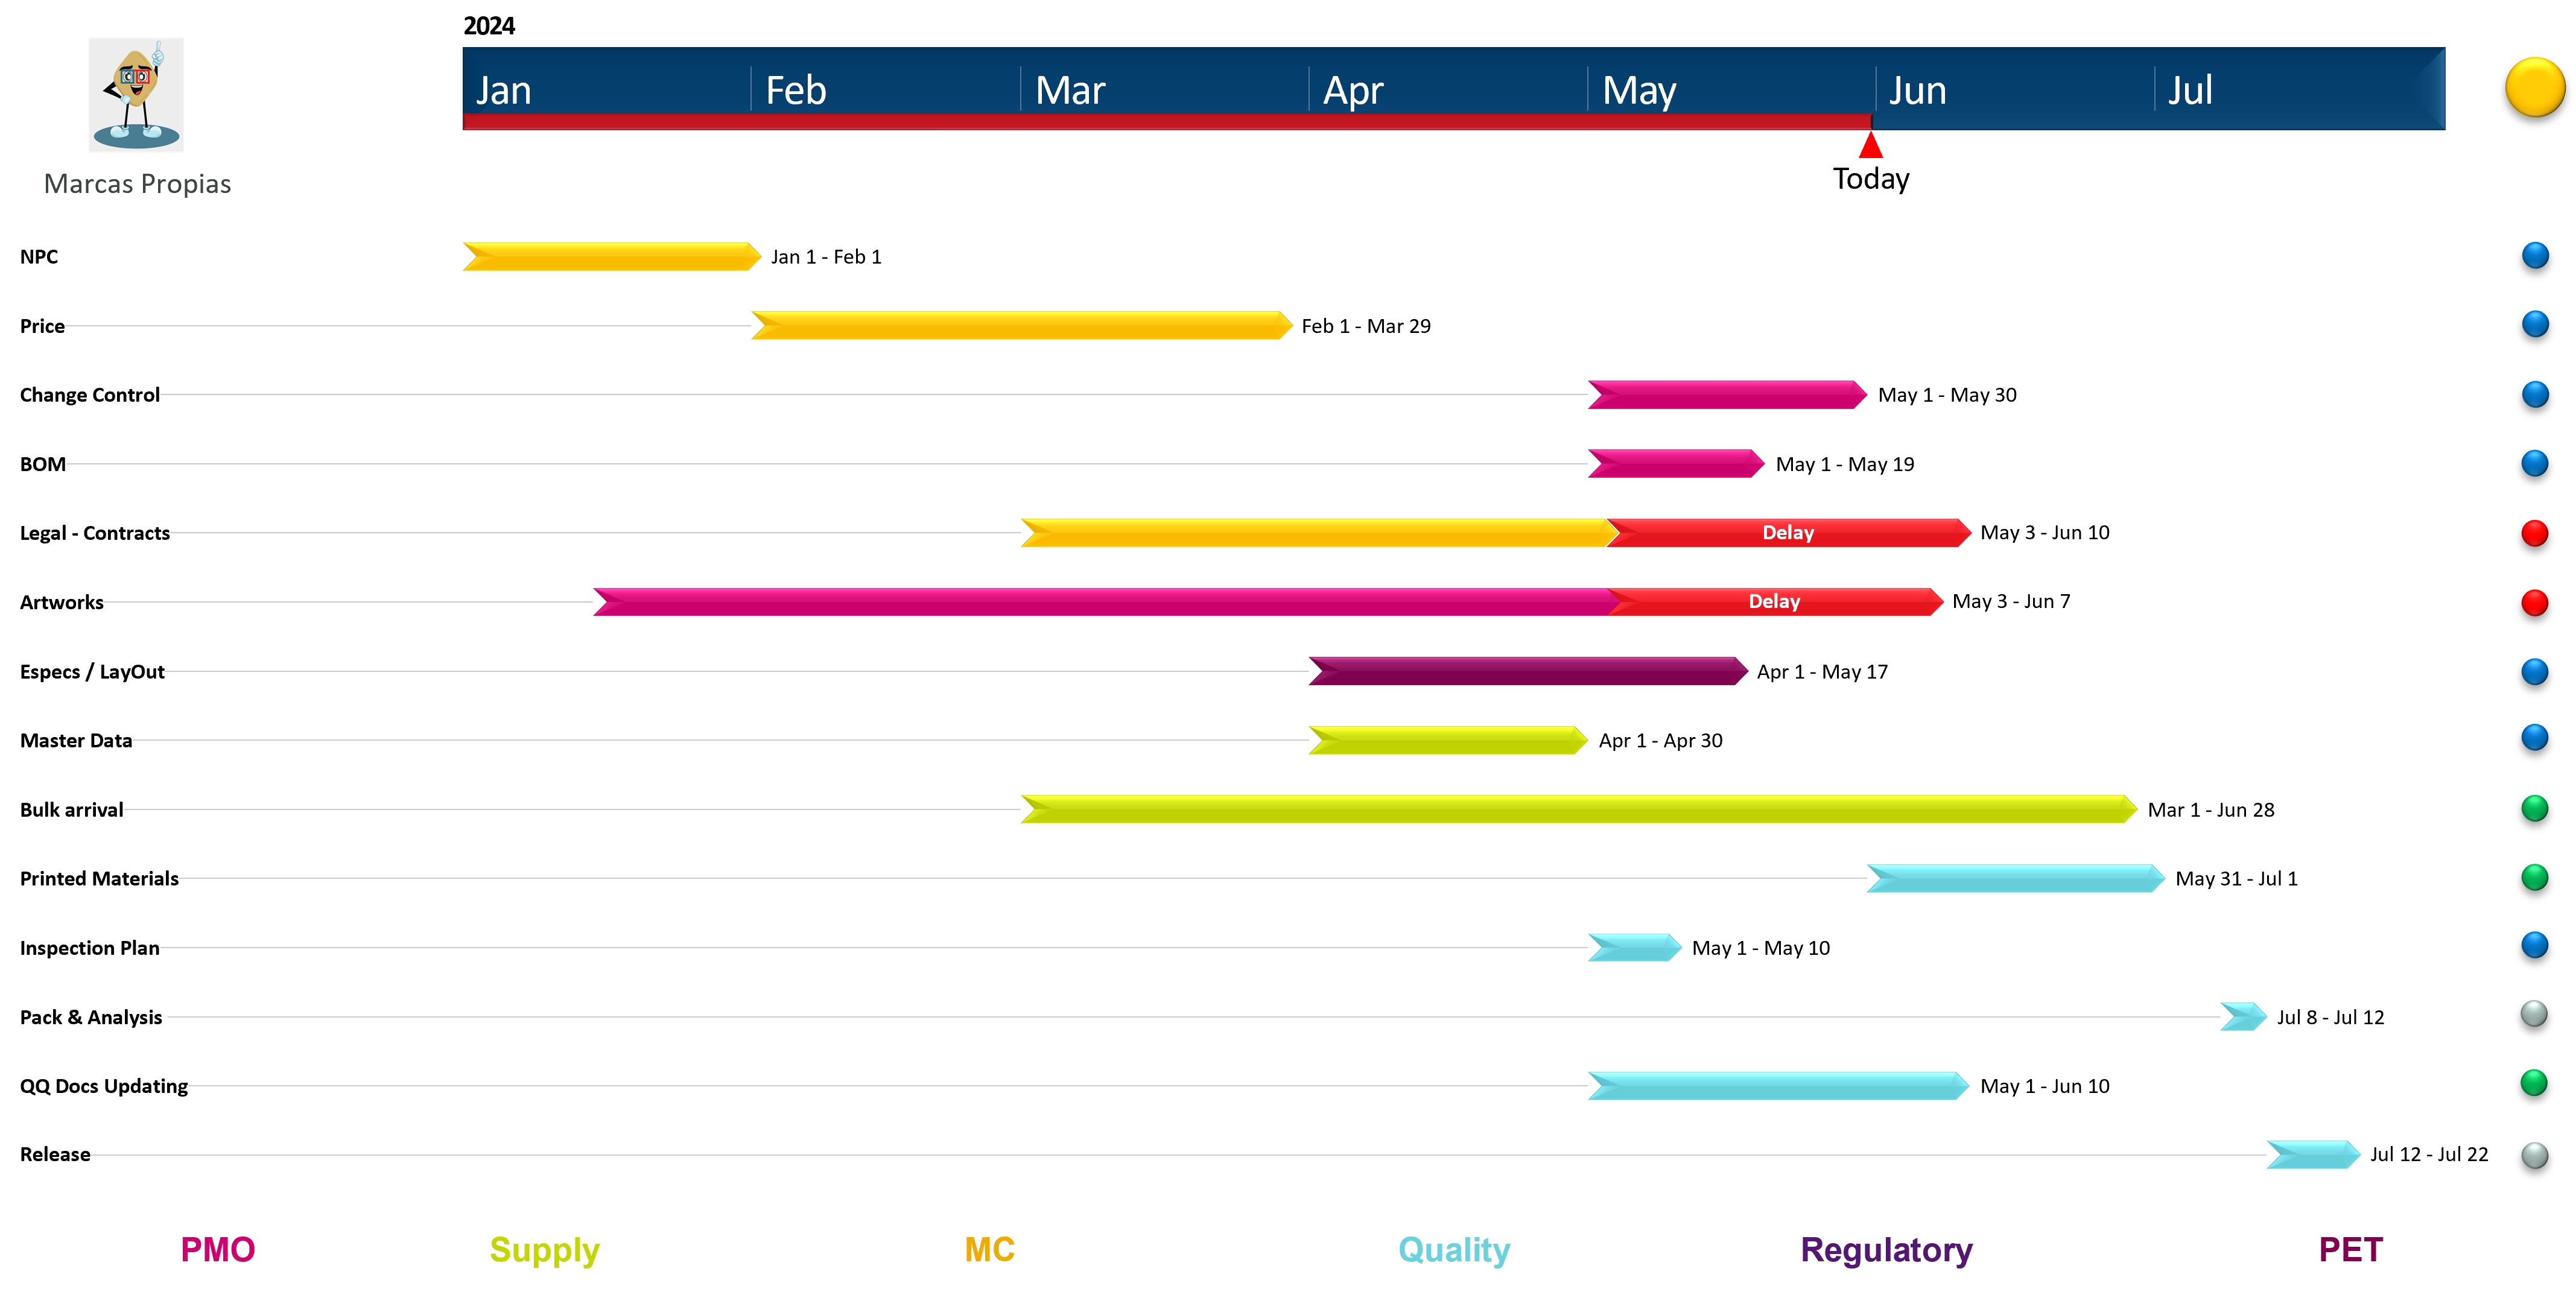 2024
Jan Feb Mar Apr May Jun Jul
Today
Marcas Propias
NPC Jan 1 - Feb 1
Price Feb 1 - Mar 29
Change Control May 1 - May 30
BOM May 1 - May 19
Legal - Contracts Delay May 3 - Jun 10
Artworks Delay May 3 - Jun 7
Especs / LayOut Apr 1 - May 17
Master Data Apr 1 - Apr 30
Bulk arrival Mar 1 - Jun 28
Printed Materials May 31 - Jul 1
Inspection Plan May 1 - May 10
Pack & Analysis Jul 8 - Jul 12
QQ Docs Updating May 1 - Jun 10
Release Jul 12 - Jul 22
PMO Supply MC Quality Regulatory PET